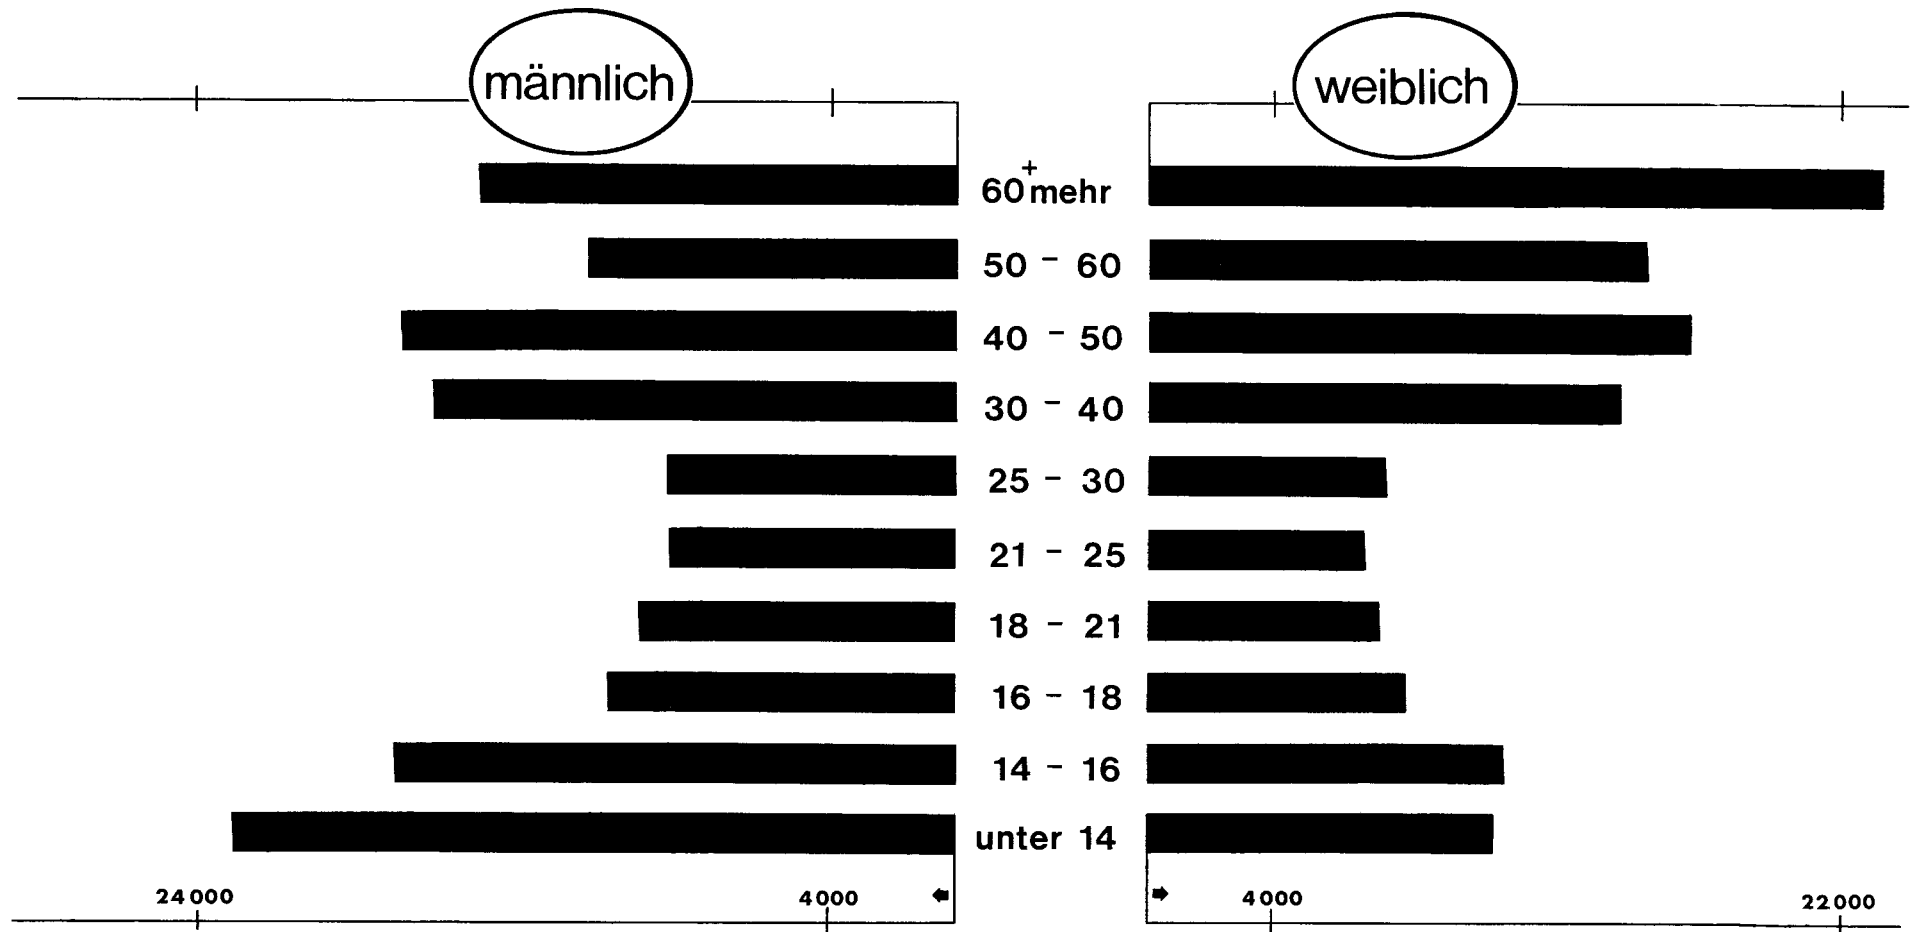 männlich weiblich
60+mehr
50 - 60
40 - 50
30 - 40
25 - 30
21 - 25
18 - 21
16 - 18
14 - 16
unter 14
24000 4000 4000 22000